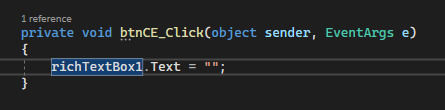 1 reference
private void btnCE_Click(object sender, EventArgs e)
{
richTextBox1.Text = "";
}